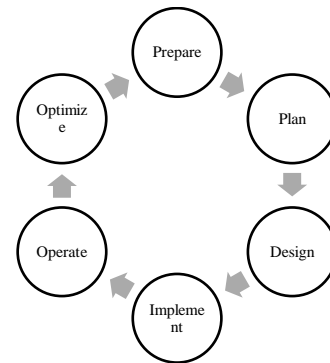 Prepare
Plan
Design
Impleme
nt
Operate
Optimiz
e